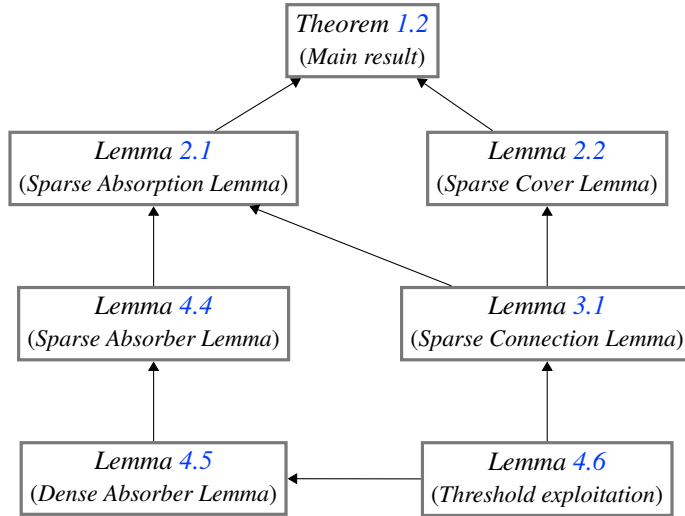 Theorem 1.2
(Main result)
Lemma 2.1
(Sparse Absorption Lemma)
Lemma 2.2
(Sparse Cover Lemma)
Lemma 4.4
(Sparse Absorber Lemma)
Lemma 3.1
(Sparse Connection Lemma)
Lemma 4.5
(Dense Absorber Lemma)
Lemma 4.6
(Threshold exploitation)